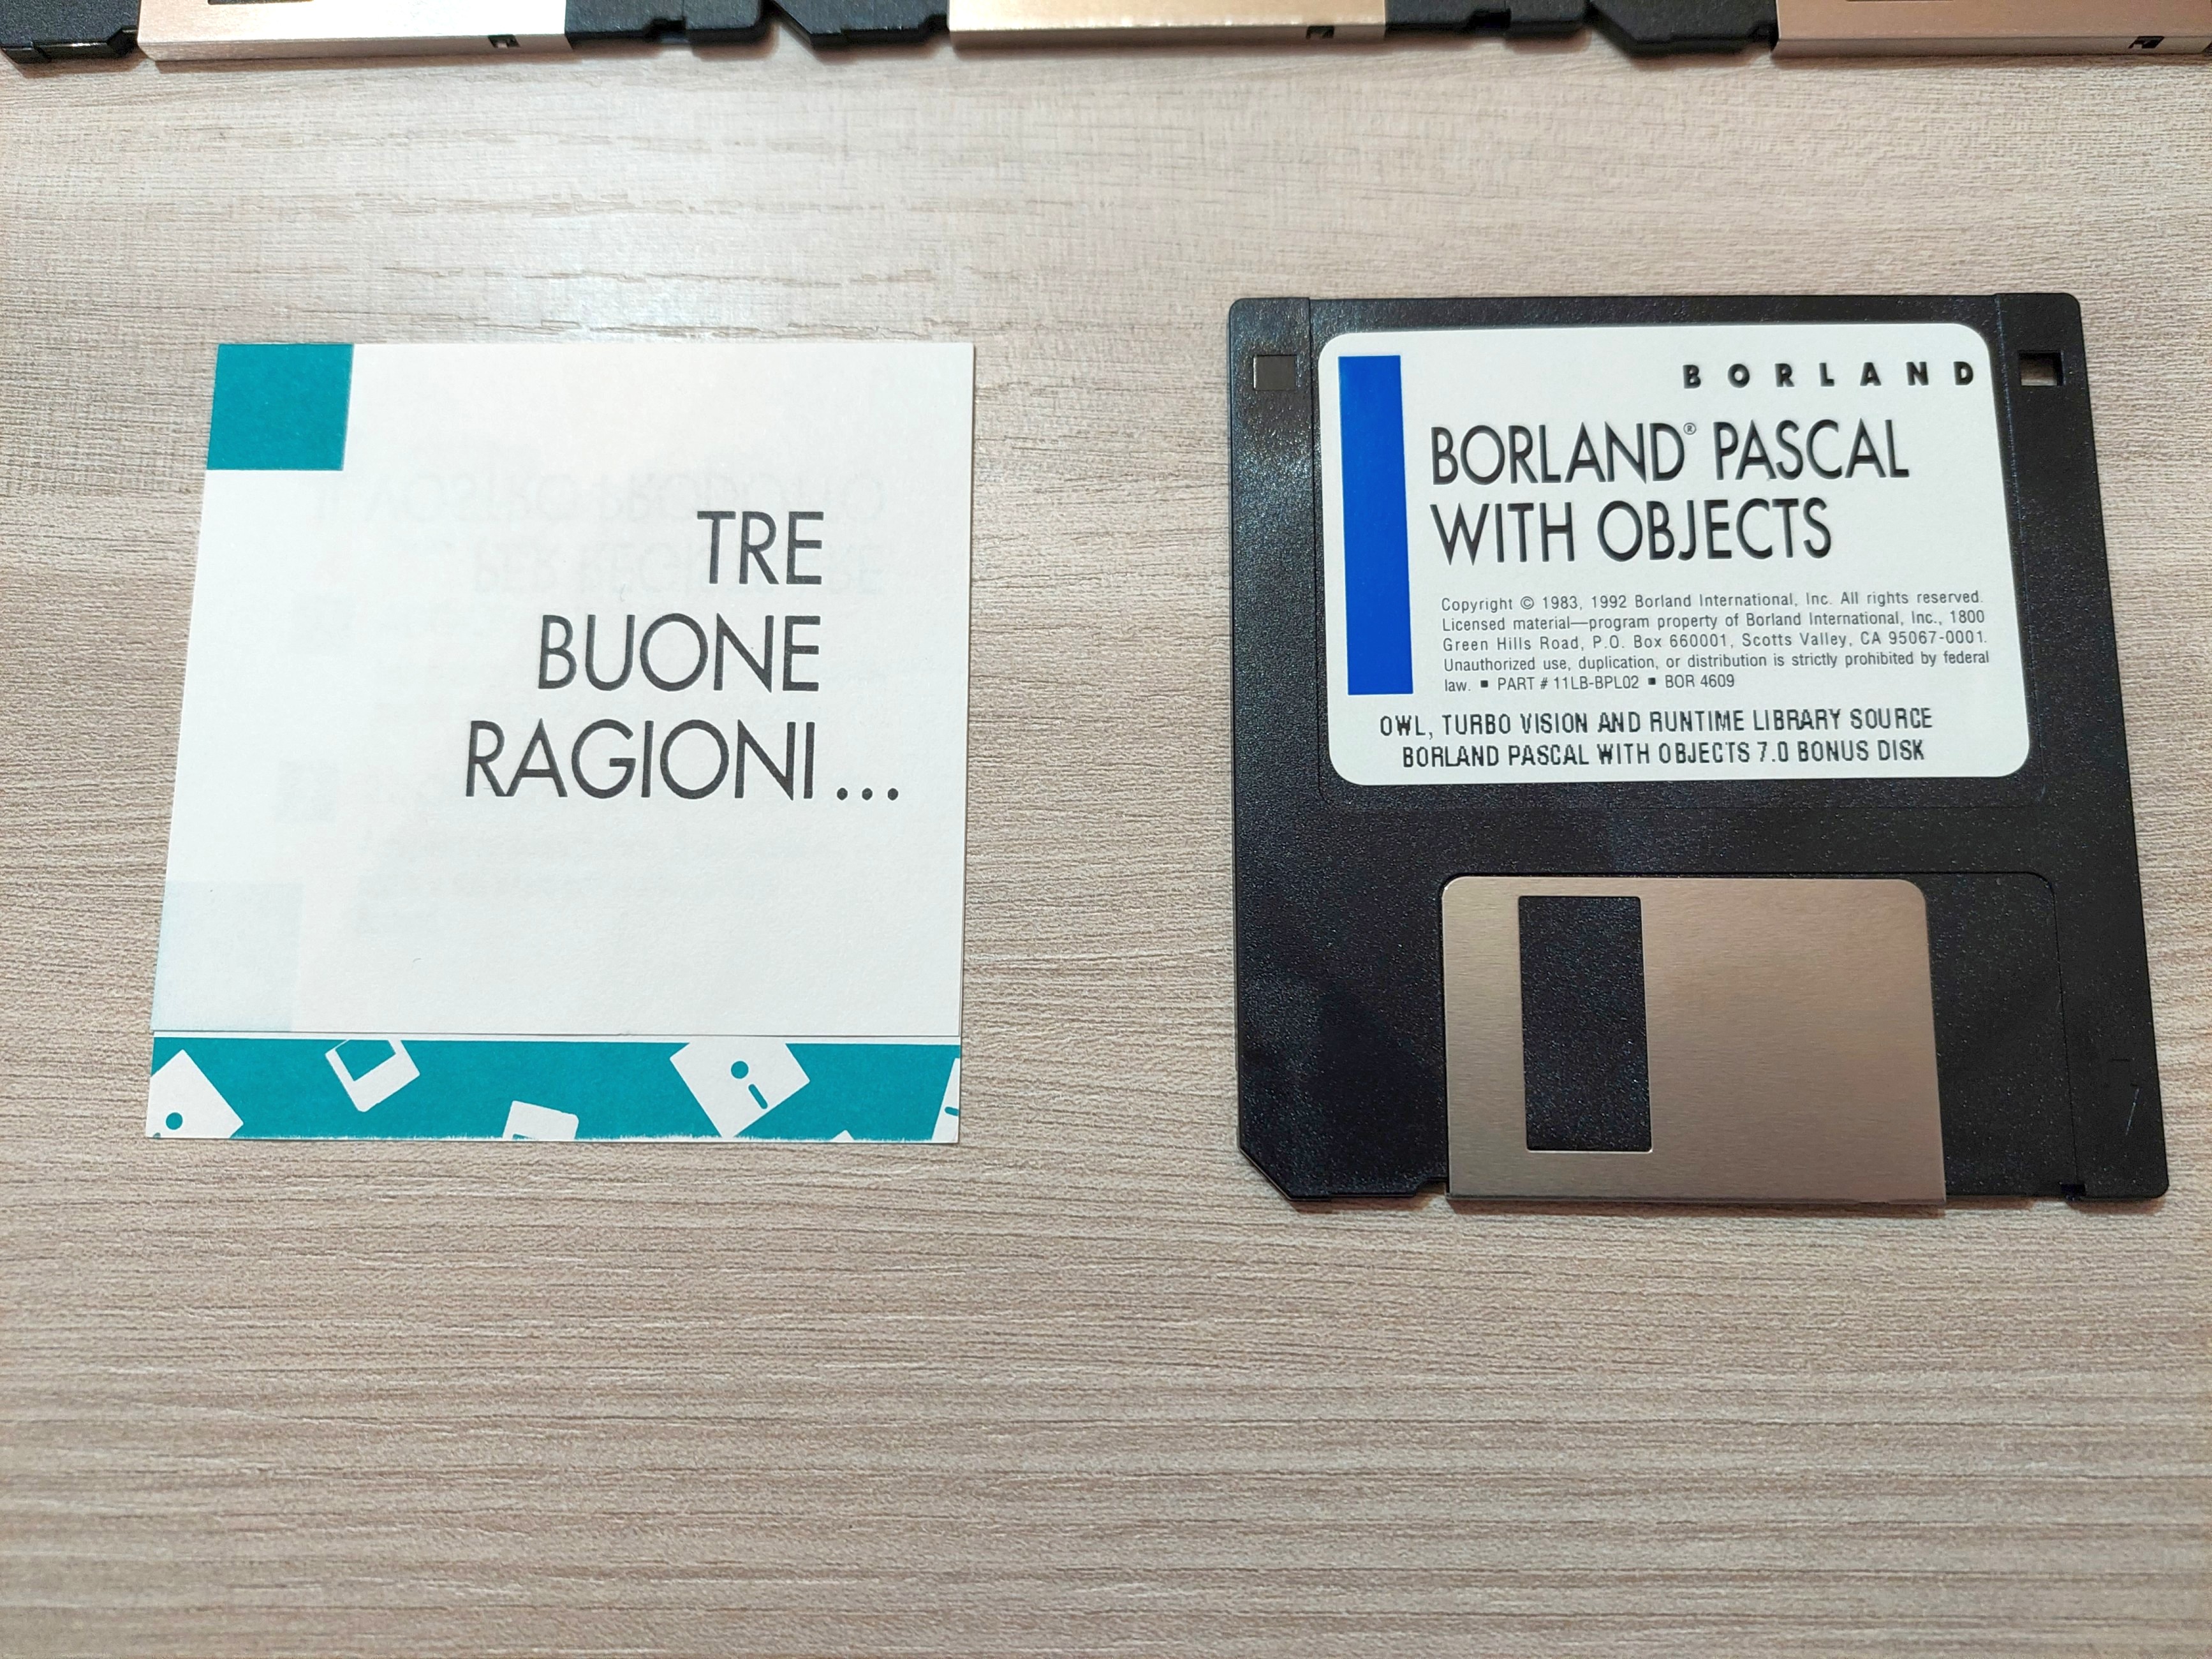 TRE
BUONE
RAGIONI...
BORLAND
BORLAND® PASCAL
WITH OBJECTS
Copyright © 1983, 1992 Borland International, Inc. All rights reserved.
Licensed material—program property of Borland International, Inc., 1800
Green Hills Road, P.O. Box 660001, Scotts Valley, CA 95067-0001.
Unauthorized use, duplication, or distribution is strictly prohibited by federal
law. ▪ PART # 11LB-BPL02 ▪ BOR 4609
OWL, TURBO VISION AND RUNTIME LIBRARY SOURCE
BORLAND PASCAL WITH OBJECTS 7.0 BONUS DISK